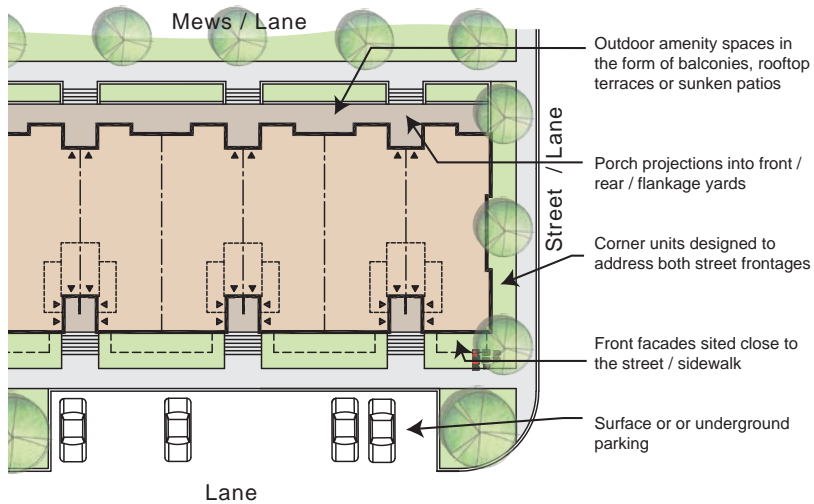 Mews / Lane
Outdoor amenity spaces in
the form of balconies, rooftop
terraces or sunken patios
Porch projections into front /
rear / flankage yards
Street / Lane
Corner units designed to
address both street frontages
Front facades sited close to
the street / sidewalk
Surface or or underground
parking
Lane